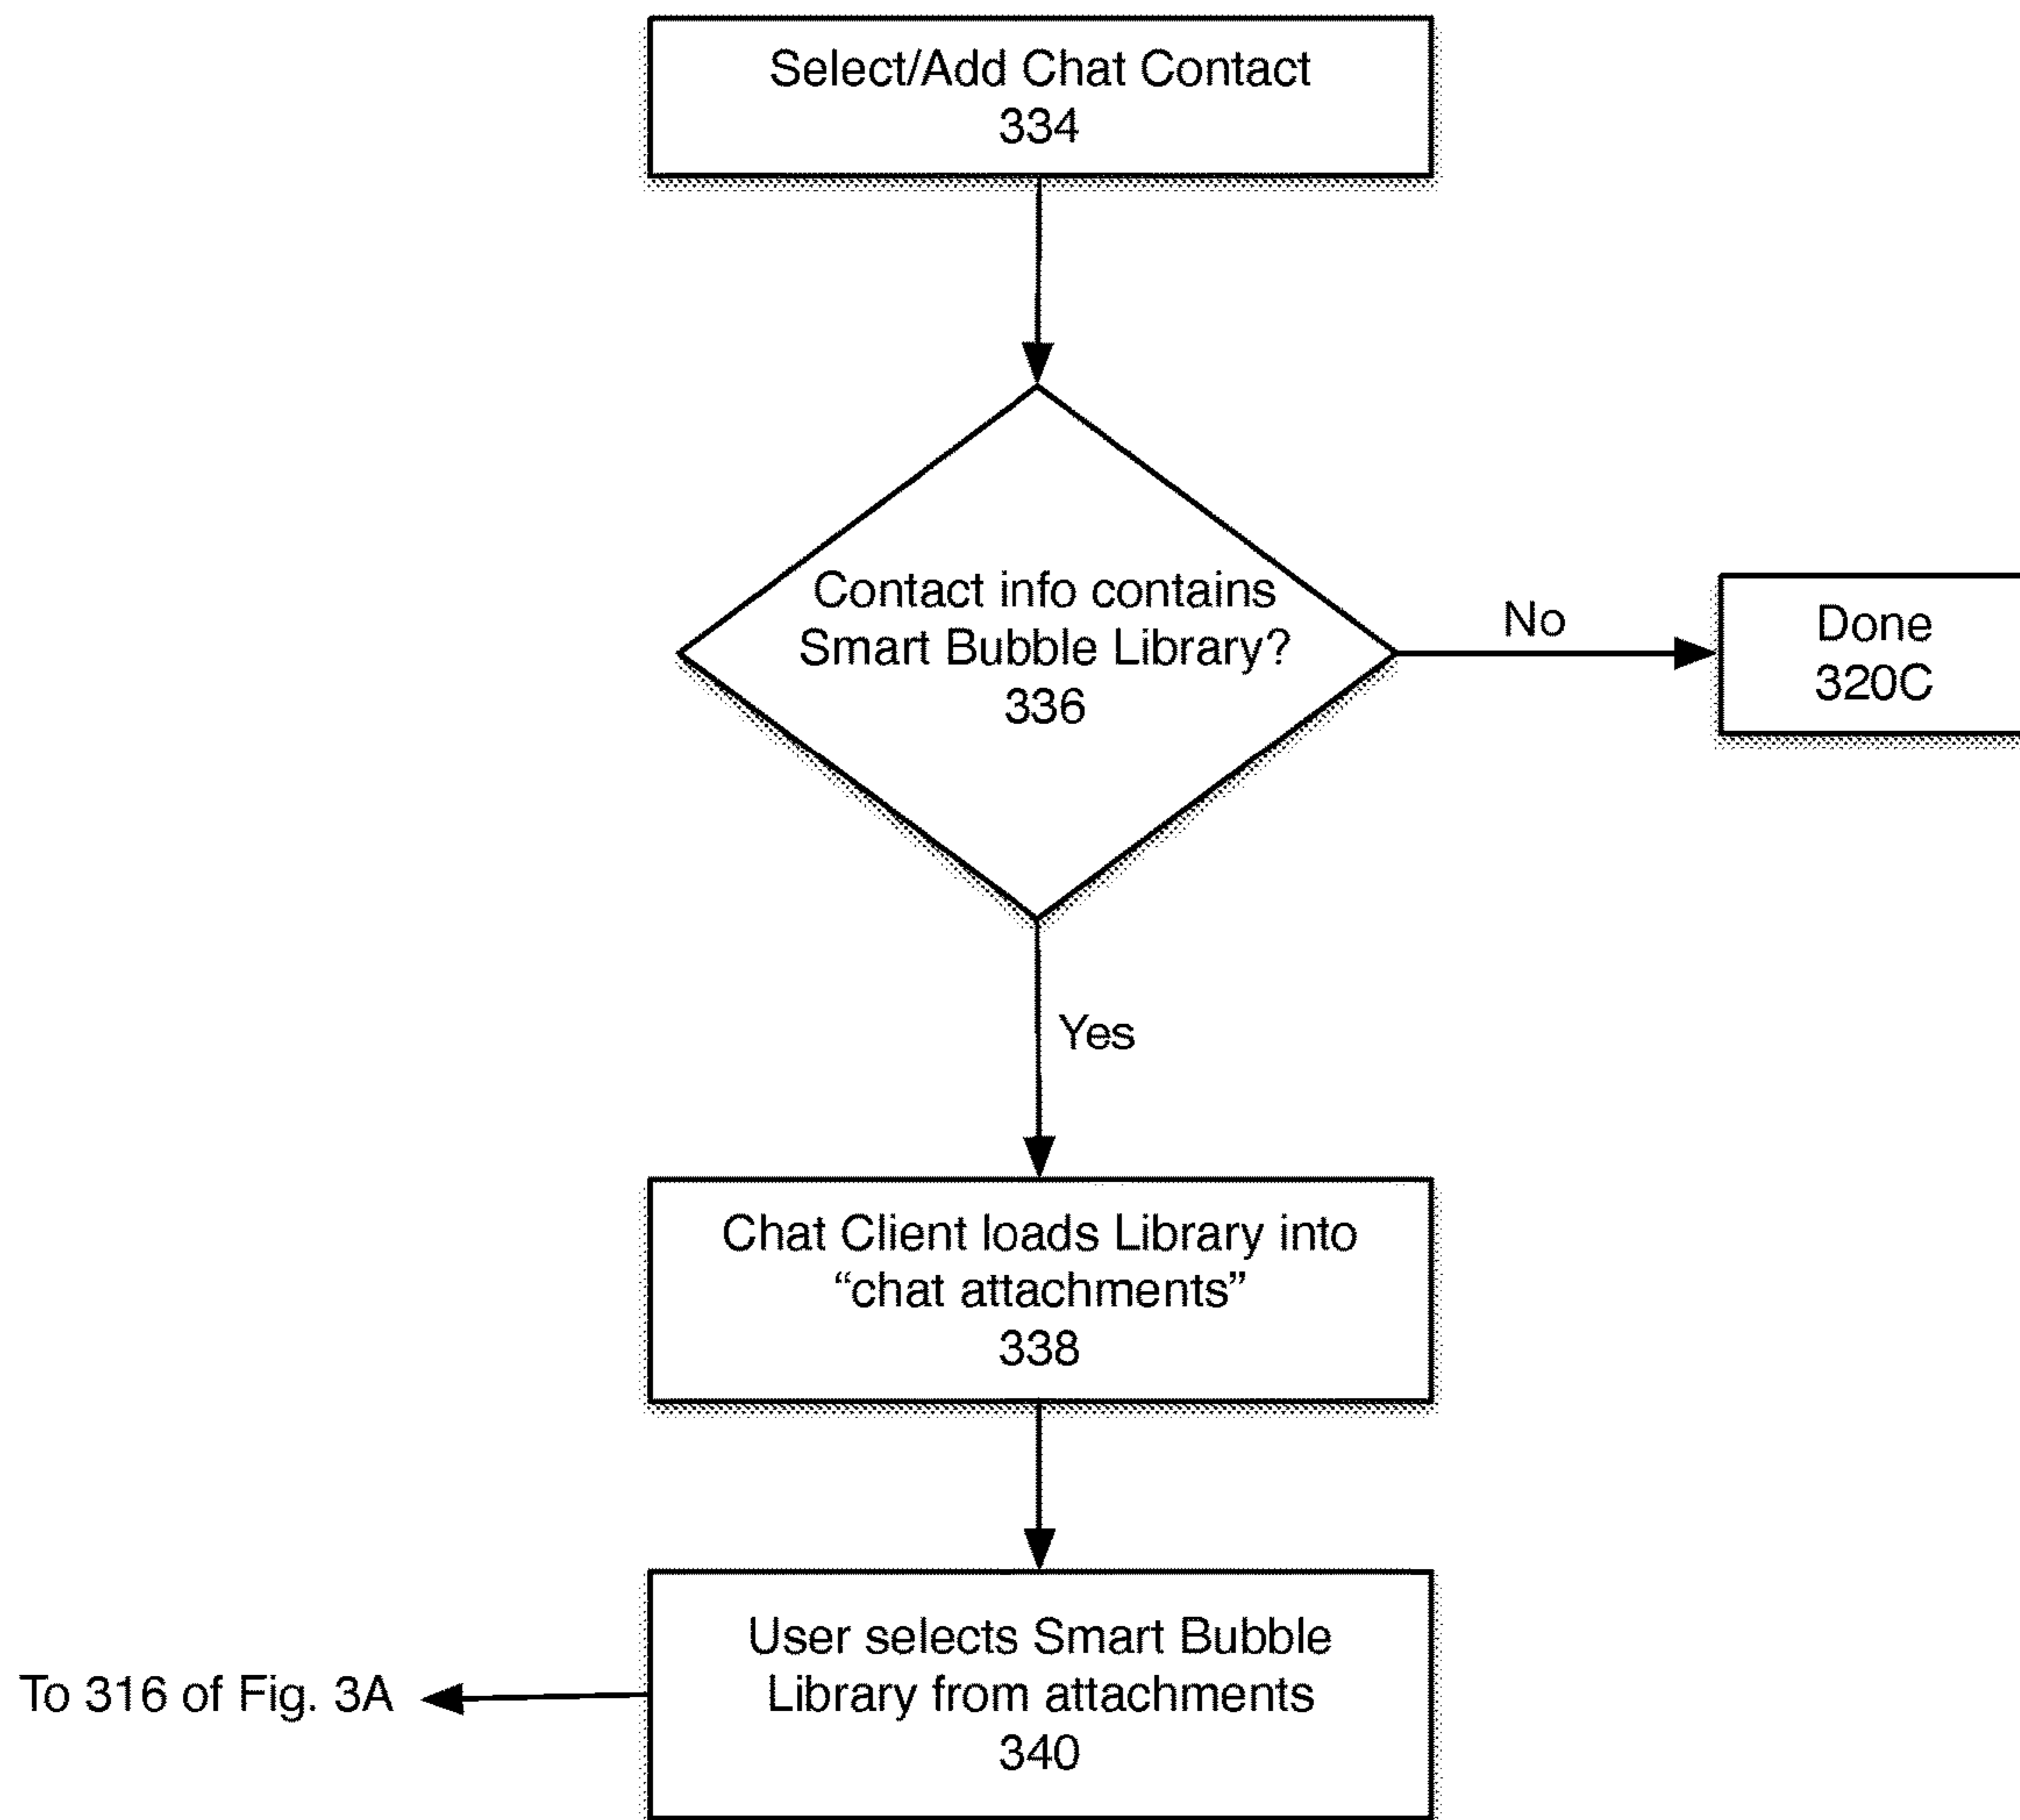 Select/Add Chat Contact
334
Contact info contains
Smart Bubble Library?
336
No
Done
320C
Yes
Chat Client loads Library into
“chat attachments”
338
User selects Smart Bubble
Library from attachments
340
To 316 of Fig. 3A